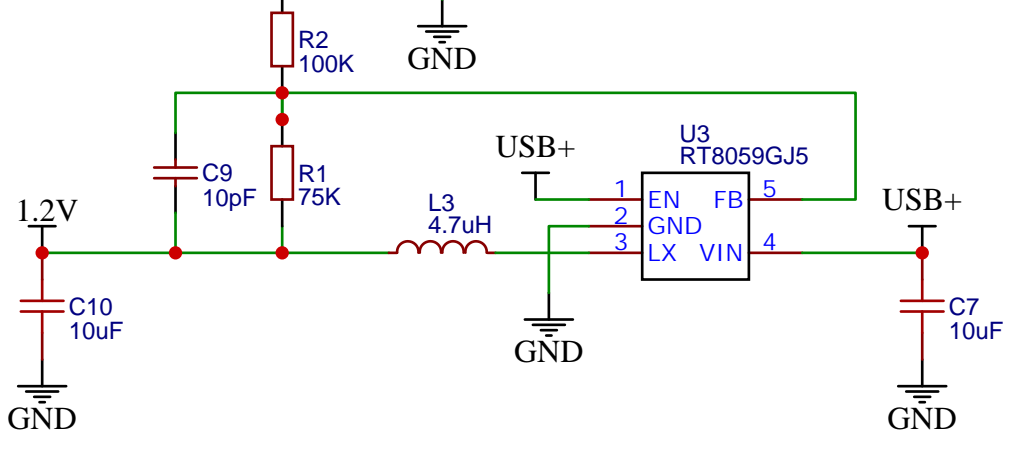 R2
100K
GND
U3
RT8059GJ5
USB+
C9
10pF
R1
75K
1
EN
FB
5
USB+
1.2V
L3
4.7uH
2
GND
3
LX
VIN
4
C10
10uF
C7
10uF
GND
GND
GND